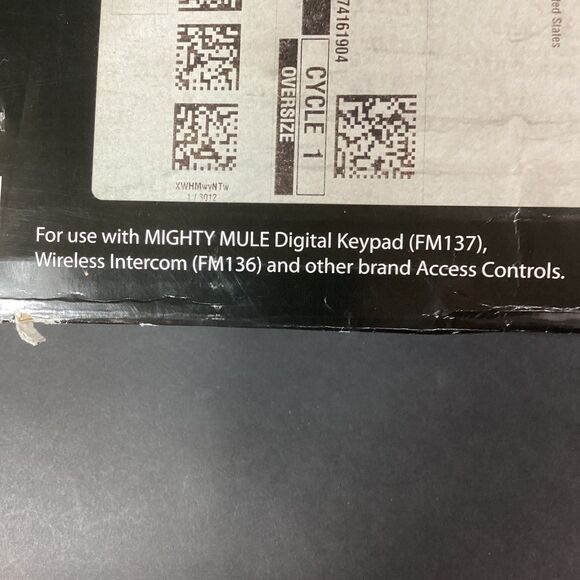 74161904
ed States
CYCLE 1
OVERSIZE
XWHMwyNTw
1 / 3012
For use with MIGHTY MULE Digital Keypad (FM137),
Wireless Intercom (FM136) and other brand Access Controls.